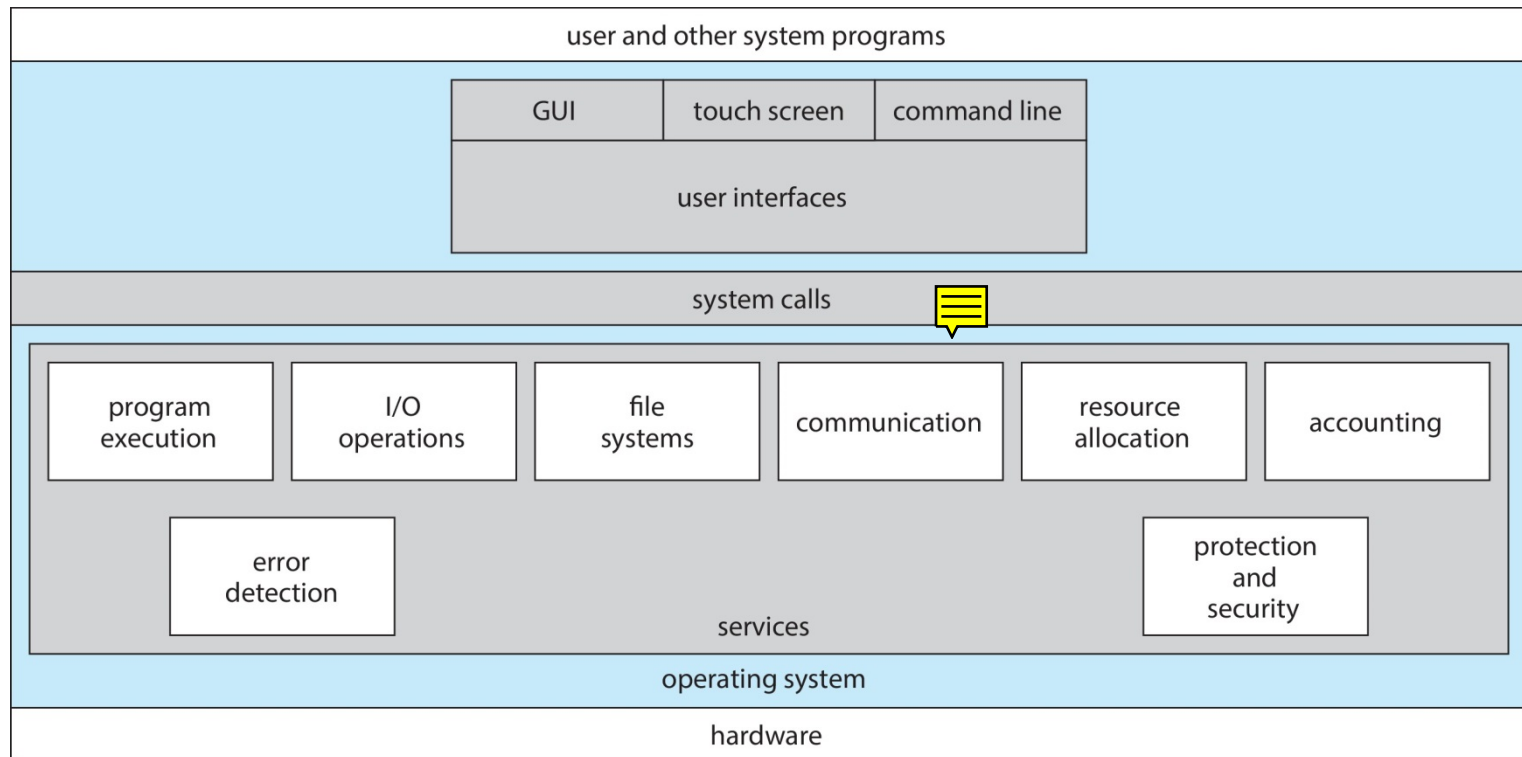 user and other system programs
GUI touch screen command line
user interfaces
system calls
program execution
I/O operations
file systems
communication
resource allocation
accounting
error detection
protection and security
services
operating system
hardware